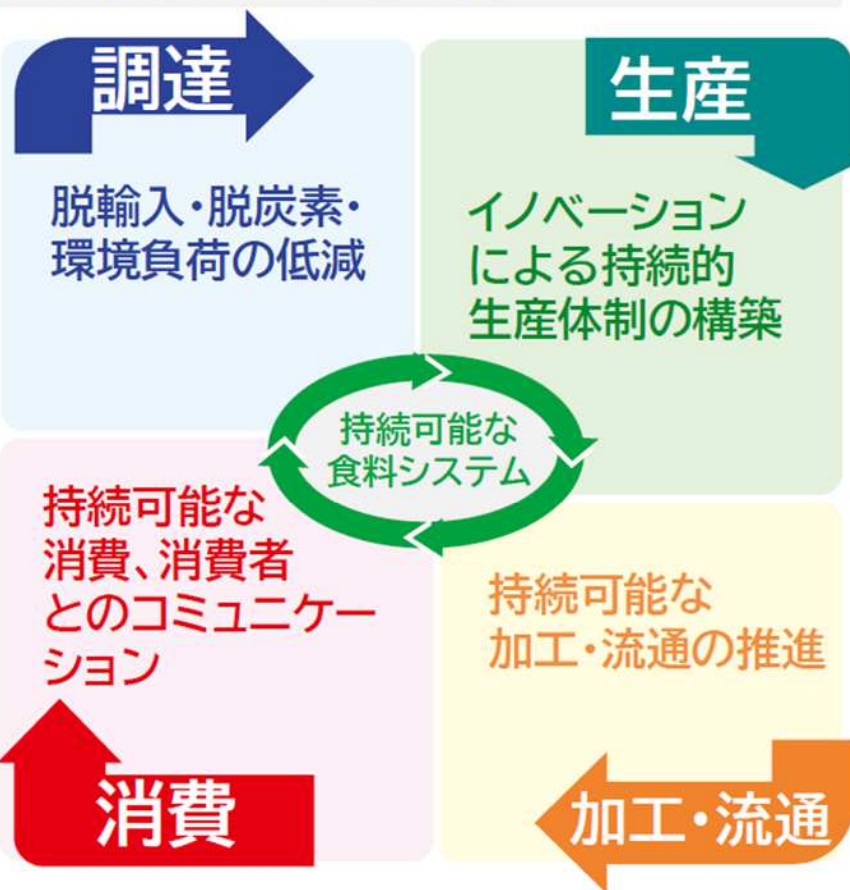 調達
脱輸入・脱炭素・
環境負荷の低減
生産
イノベーション
による持続的
生産体制の構築
持続可能な
食料システム
持続可能な
消費、消費者
とのコミュニケー
ション
消費
持続可能な
加工・流通の推進
加工・流通